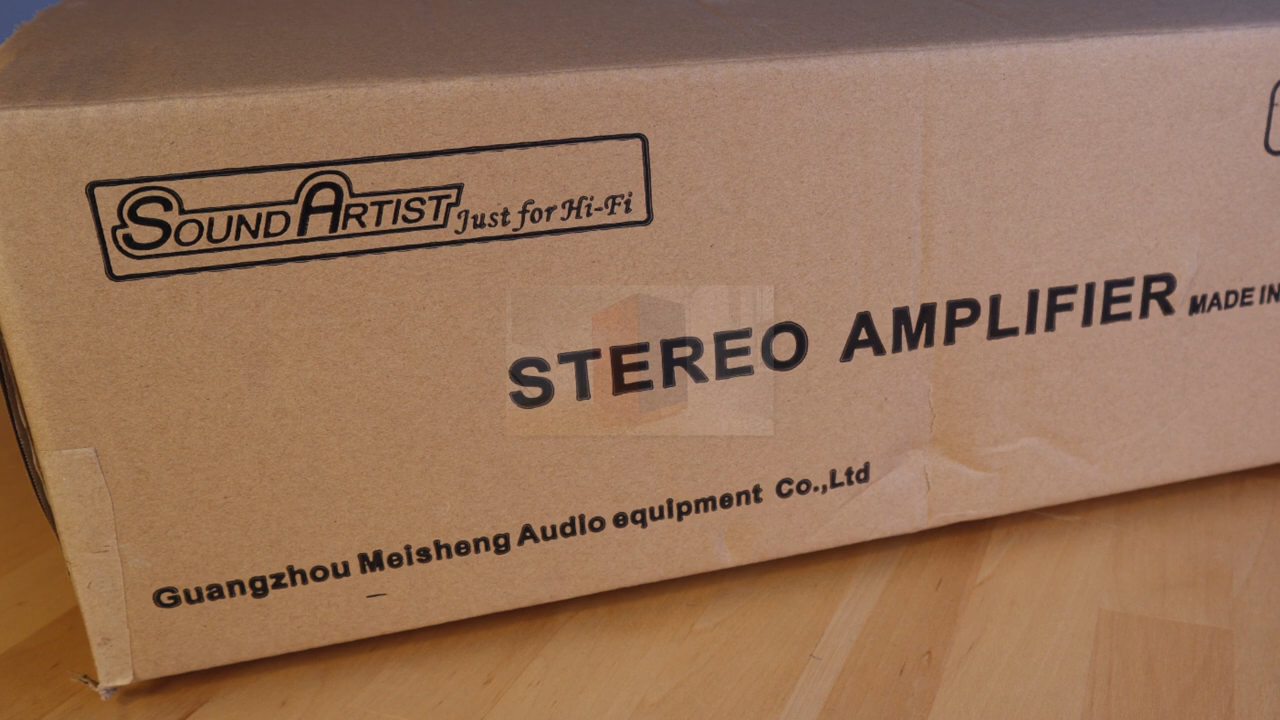 SOUND ARTIST Just for Hi-Fi
STEREO AMPLIFIER MADE IN
Guangzhou Meisheng Audio equipment Co.,Ltd